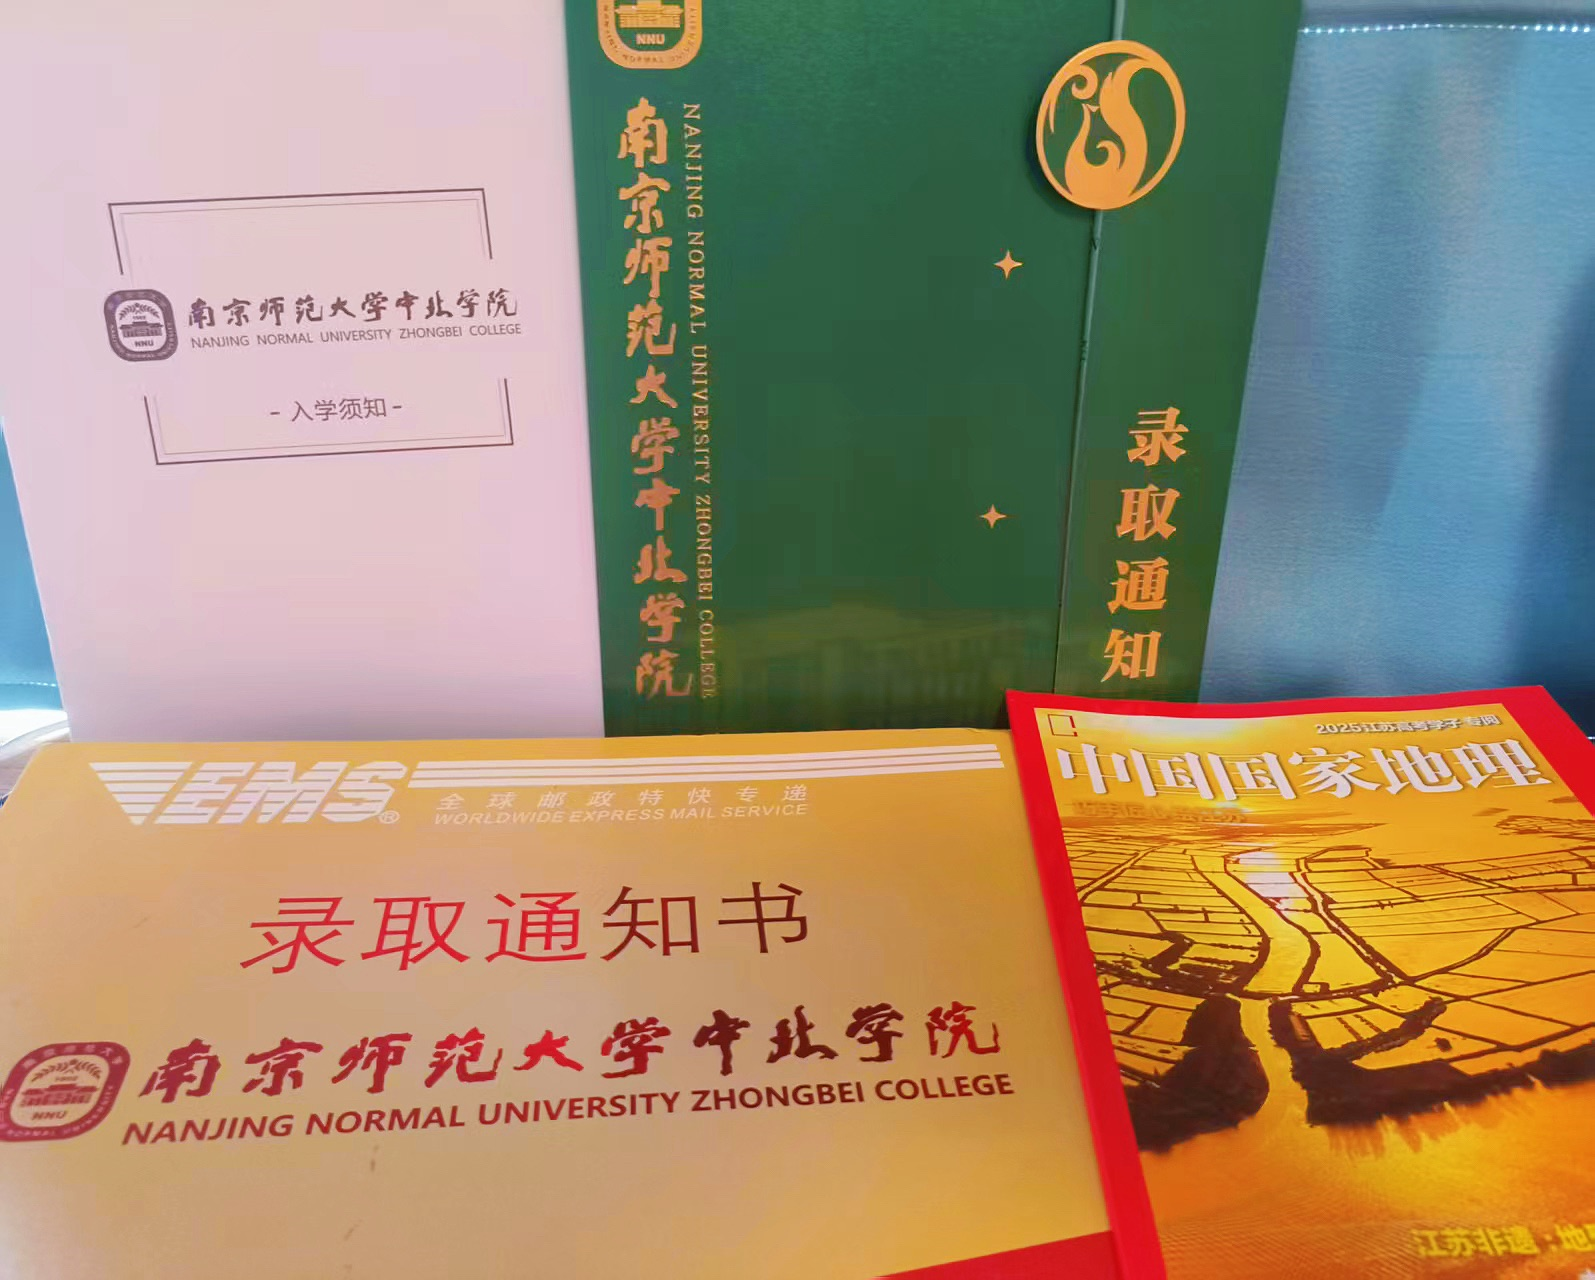 南京师范大学中北学院
NANJING NORMAL UNIVERSITY ZHONGBEI COLLEGE
NNU
- 入学须知 -
NNU
南京师范大学中北学院
NANJING NORMAL UNIVERSITY ZHONGBEI COLLEGE
录取通知
EMS®
全球邮政特快专递
WORLDWIDE EXPRESS MAIL SERVICE
录取通知书
南京师范大学中北学院
NANJING NORMAL UNIVERSITY ZHONGBEI COLLEGE
NNU
2025江苏高考学子专阅
中国国家地理
江苏非遗·地